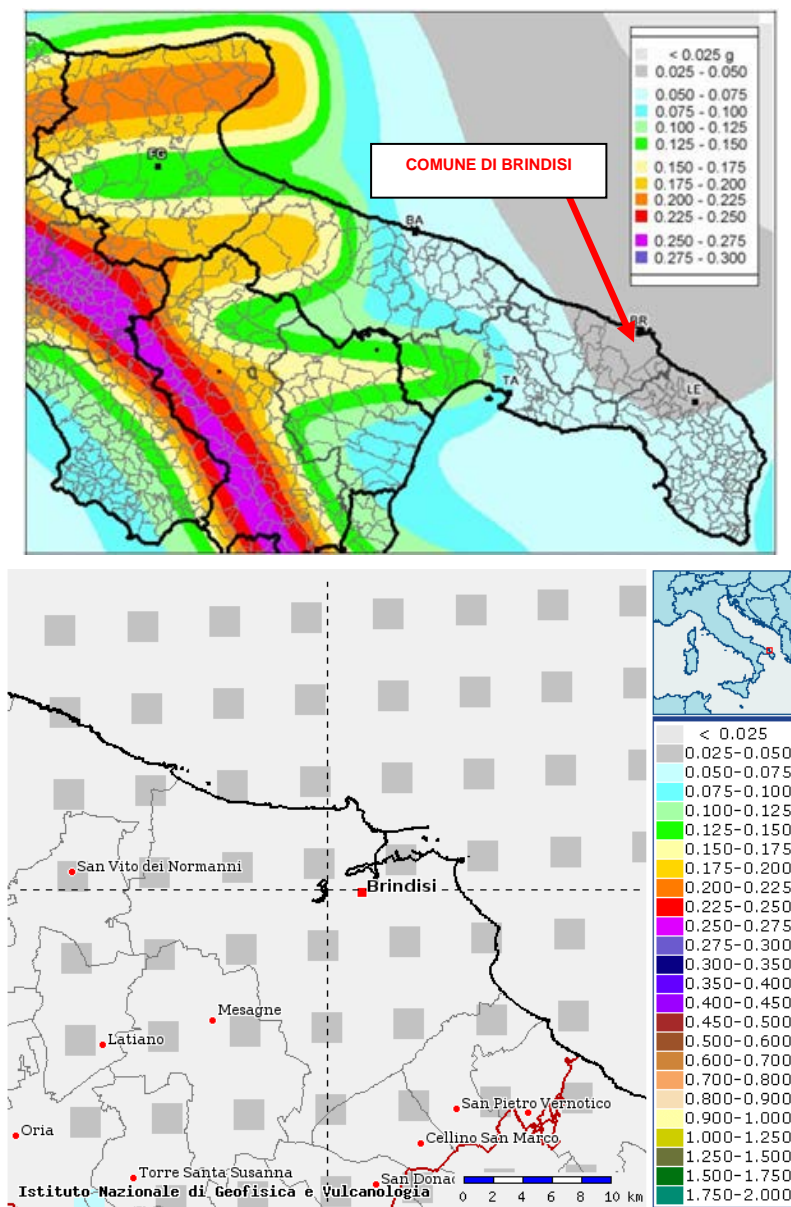 < 0.025 g
0.025 - 0.050
0.050 - 0.075
0.075 - 0.100
0.100 - 0.125
0.125 - 0.150
0.150 - 0.175
0.175 - 0.200
0.200 - 0.225
0.225 - 0.250
0.250 - 0.275
0.275 - 0.300
COMUNE DI BRINDISI
FG
BA
BR
TA
LE
< 0.025
0.025-0.050
0.050-0.075
0.075-0.100
0.100-0.125
0.125-0.150
0.150-0.175
0.175-0.200
0.200-0.225
0.225-0.250
0.250-0.275
0.275-0.300
0.300-0.350
0.350-0.400
0.400-0.450
0.450-0.500
0.500-0.600
0.600-0.700
0.700-0.800
0.800-0.900
0.900-1.000
1.000-1.250
1.250-1.500
1.500-1.750
1.750-2.000
San Vito dei Normanni
Brindisi
Mesagne
Latiano
San Pietro Vernotico
Oria
Cellino San Marco
Torre Santa Susanna
San Donac
Istituto Nazionale di Geofisica e Vulcanologia
0 2 4 6 8 10 km